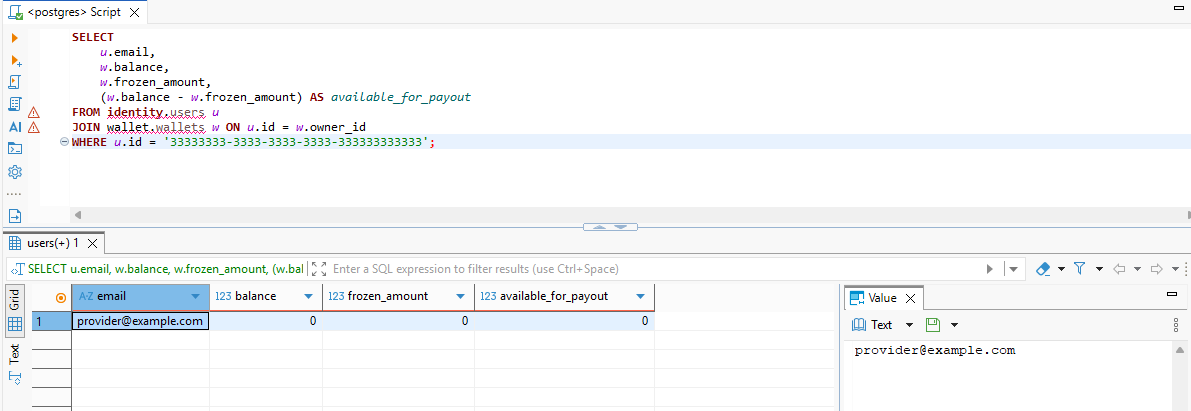 <postgres> Script
SELECT
u.email,
w.balance,
w.frozen_amount,
(w.balance - w.frozen_amount) AS available_for_payout
FROM identity.users u
AI JOIN wallet.wallets w ON u.id = w.owner_id
WHERE u.id = '33333333-3333-3333-3333-333333333333';
users(+) 1
SELECT u.email, w.balance, w.frozen_amount, (w.bal Enter a SQL expression to filter results (use Ctrl+Space)
Grid
Text
A-Z email 123 balance 123 frozen_amount 123 available_for_payout
1 provider@example.com 0 0 0
Value
Text
provider@example.com